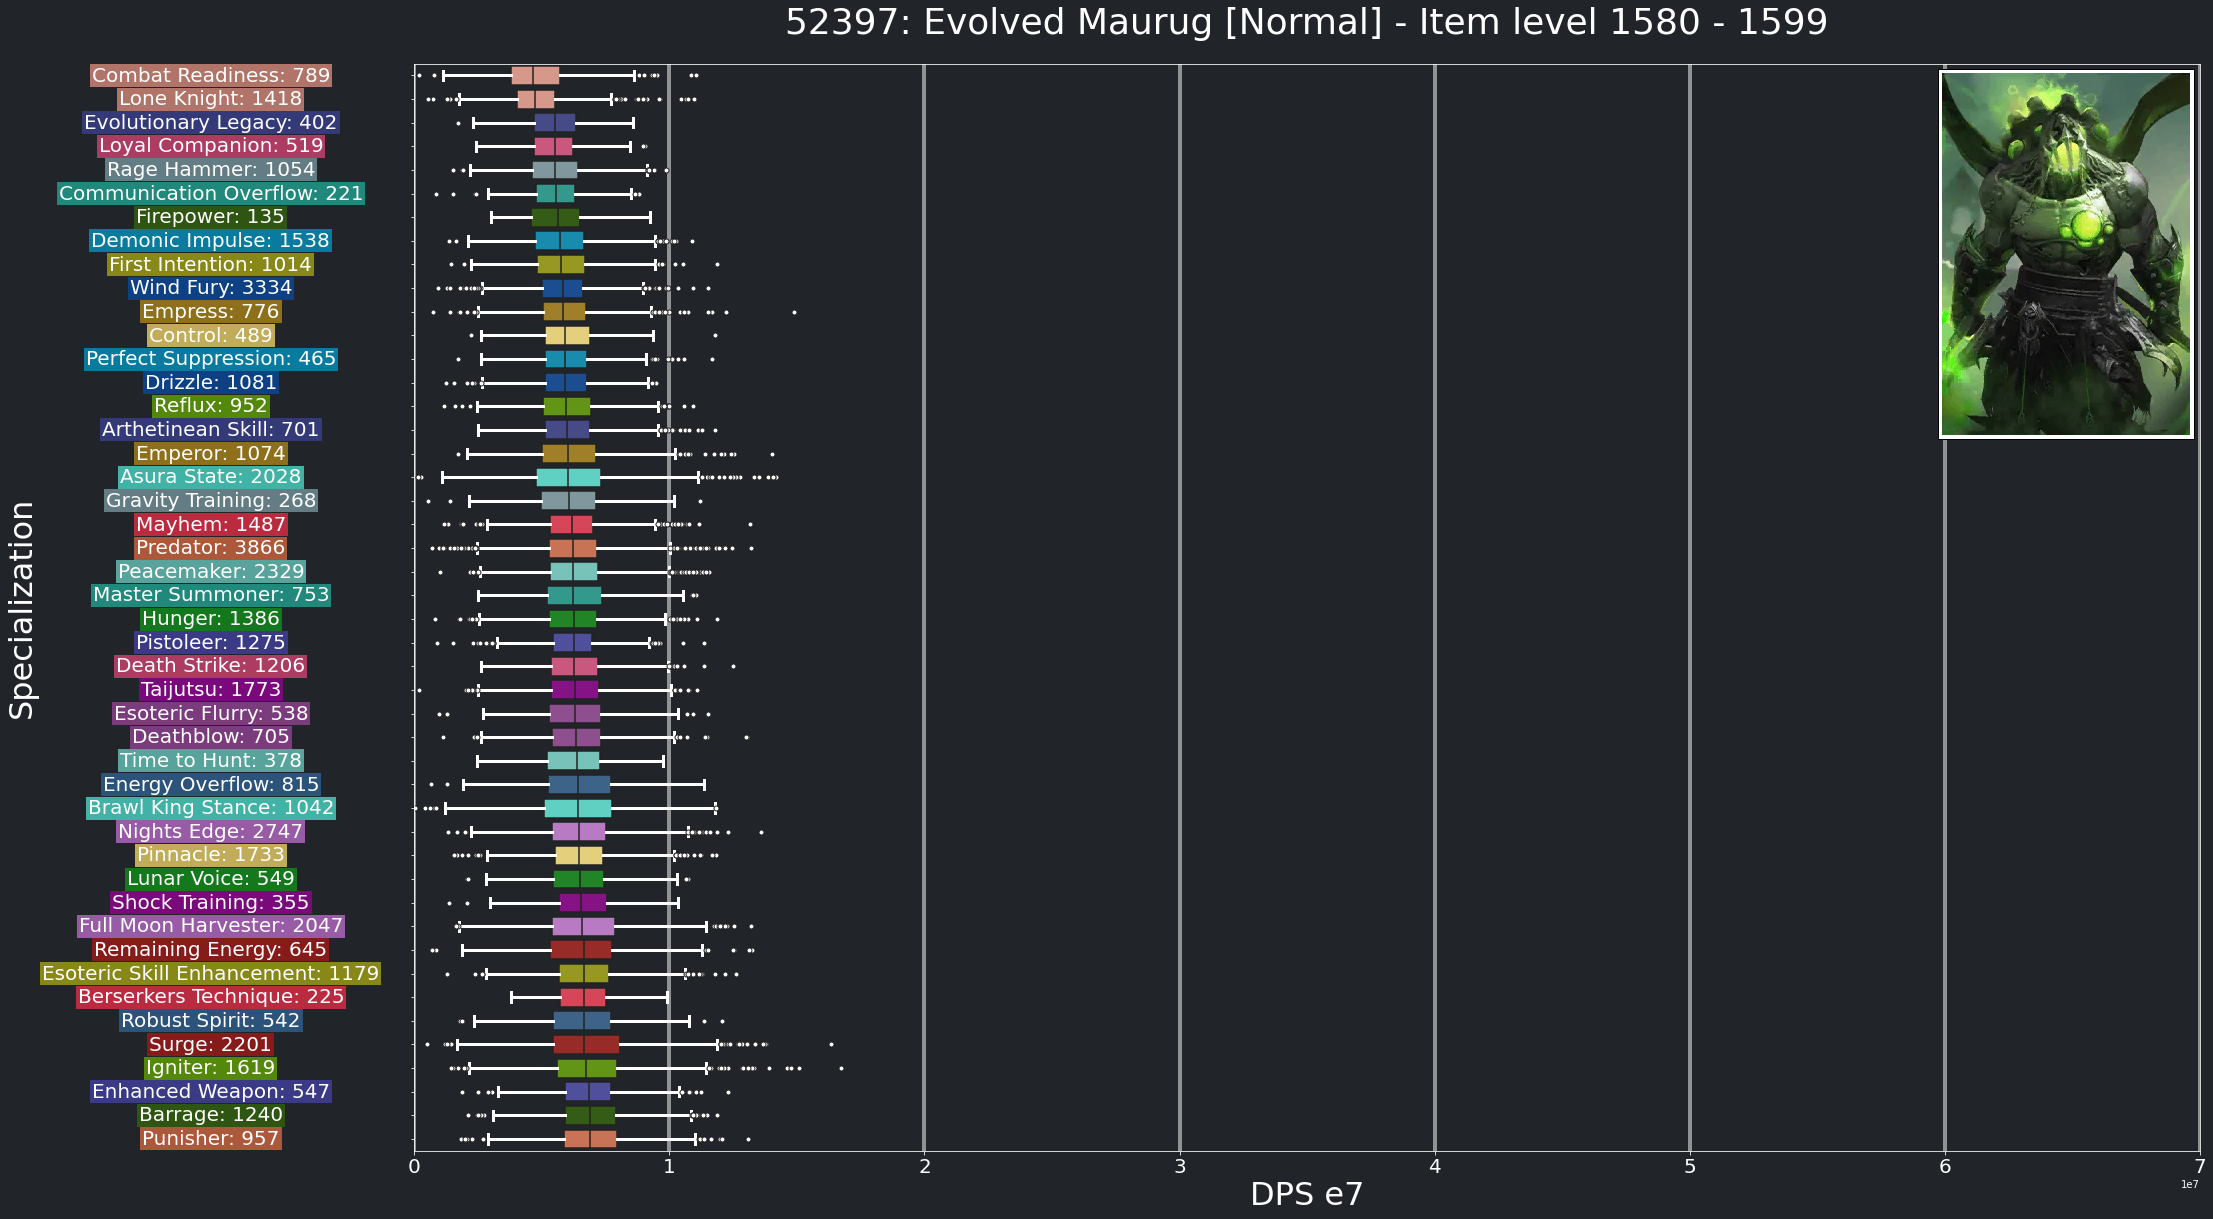 52397: Evolved Maurug [Normal] - Item level 1580 - 1599
Specialization
Combat Readiness: 789
Lone Knight: 1418
Evolutionary Legacy: 402
Loyal Companion: 519
Rage Hammer: 1054
Communication Overflow: 221
Firepower: 135
Demonic Impulse: 1538
First Intention: 1014
Wind Fury: 3334
Empress: 776
Control: 489
Perfect Suppression: 465
Drizzle: 1081
Reflux: 952
Arthetinean Skill: 701
Emperor: 1074
Asura State: 2028
Gravity Training: 268
Mayhem: 1487
Predator: 3866
Peacemaker: 2329
Master Summoner: 753
Hunger: 1386
Pistoleer: 1275
Death Strike: 1206
Taijutsu: 1773
Esoteric Flurry: 538
Deathblow: 705
Time to Hunt: 378
Energy Overflow: 815
Brawl King Stance: 1042
Nights Edge: 2747
Pinnacle: 1733
Lunar Voice: 549
Shock Training: 355
Full Moon Harvester: 2047
Remaining Energy: 645
Esoteric Skill Enhancement: 1179
Berserkers Technique: 225
Robust Spirit: 542
Surge: 2201
Igniter: 1619
Enhanced Weapon: 547
Barrage: 1240
Punisher: 957
0 1 2 3 4 5 6 7
1e7
DPS e7